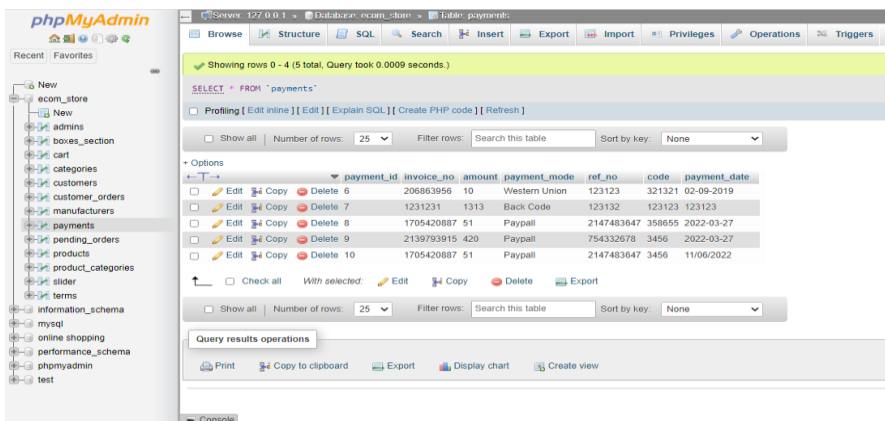 phpMyAdmin
Recent Favorites
New
ecom_store
New
admins
boxes_section
cart
categories
customers
customer_orders
manufacturers
payments
pending_orders
products
product_categories
slider
terms
information_schema
mysql
online shopping
performance_schema
phpmyadmin
test
Server: 127.0.0.1 » Database: ecom_store » Table: payments
Browse Structure SQL Search Insert Export Import Privileges Operations Triggers
Showing rows 0 - 4 (5 total, Query took 0.0009 seconds.)
SELECT * FROM `payments`
Profiling [ Edit inline ] [ Edit ] [ Explain SQL ] [ Create PHP code ] [ Refresh ]
Show all | Number of rows: 25 Filter rows: Search this table Sort by key: None
+ Options
←T→ payment_id invoice_no amount payment_mode ref_no code payment_date
Edit Copy Delete 6 206863956 10 Western Union 123123 321321 02-09-2019
Edit Copy Delete 7 1231231 1313 Back Code 123132 123123 123123
Edit Copy Delete 8 1705420887 51 Paypall 2147483647 358655 2022-03-27
Edit Copy Delete 9 2139793915 420 Paypall 754332678 3456 2022-03-27
Edit Copy Delete 10 1705420887 51 Paypall 2147483647 3456 11/06/2022
Check all With selected: Edit Copy Delete Export
Show all | Number of rows: 25 Filter rows: Search this table Sort by key: None
Query results operations
Print Copy to clipboard Export Display chart Create view
Console